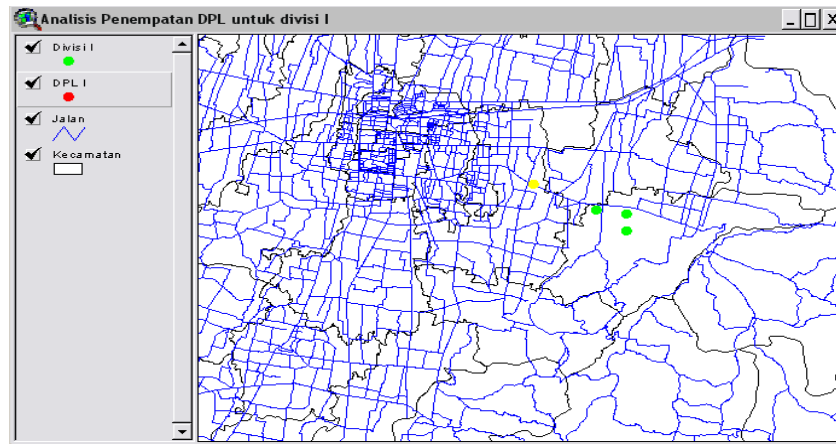 Analisis Penempatan DPL untuk divisi I
Divisi I
DPL I
Jalan
Kecamatan